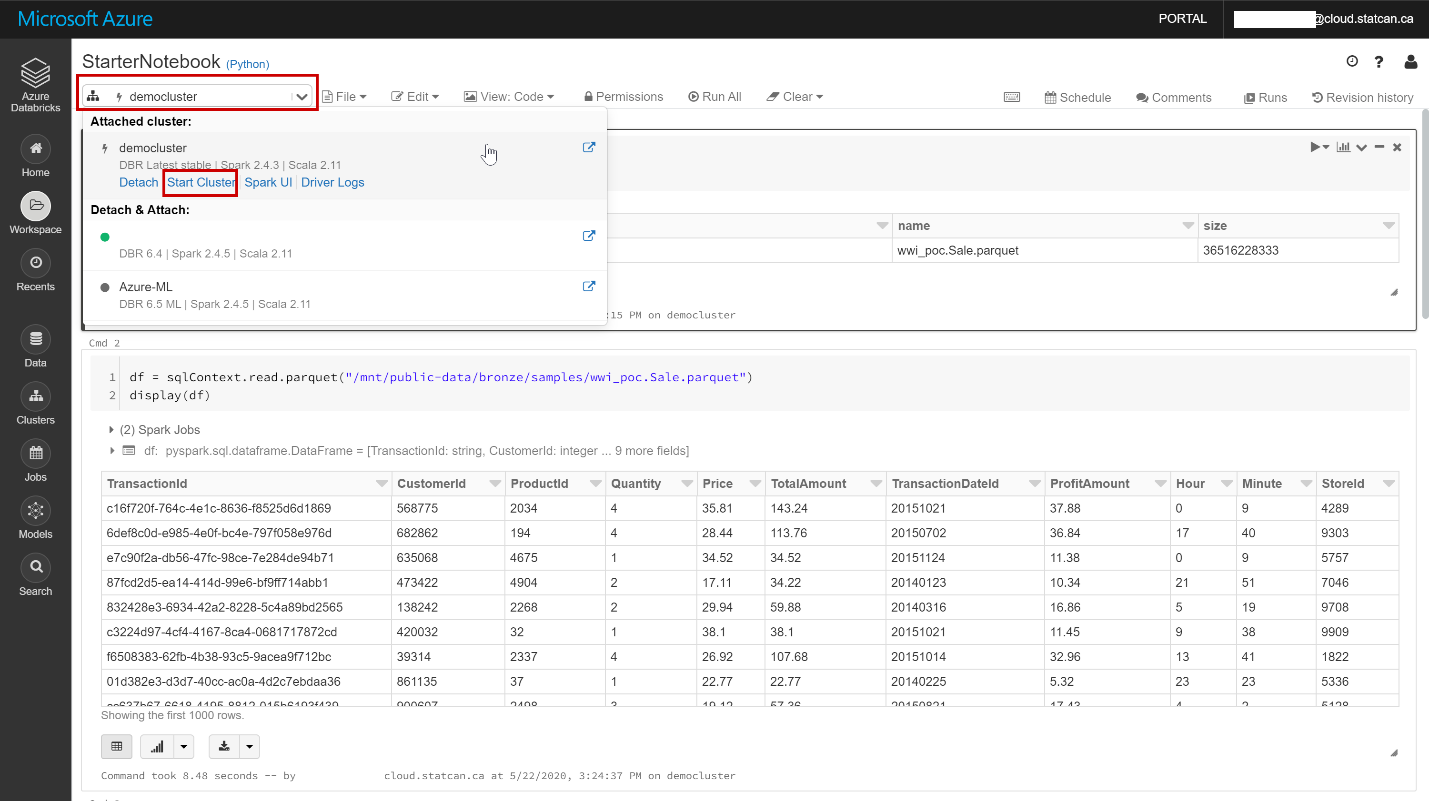 Microsoft Azure
PORTAL
@cloud.statcan.ca
Azure
Databricks
Home
Workspace
Recents
Data
Clusters
Jobs
Models
Search
StarterNotebook (Python)
democluster
File
Edit
View: Code
Permissions
Run All
Clear
Schedule
Comments
Runs
Revision history
Attached cluster:
democluster
DBR Latest stable | Spark 2.4.3 | Scala 2.11
Detach Start Cluster Spark UI Driver Logs
Detach & Attach:
DBR 6.4 | Spark 2.4.5 | Scala 2.11
Azure-ML
DBR 6.5 ML | Spark 2.4.5 | Scala 2.11
name size
wwi_poc.Sale.parquet 36516228333
:15 PM on democluster
Cmd 2
1 df = sqlContext.read.parquet("/mnt/public-data/bronze/samples/wwi_poc.Sale.parquet")
2 display(df)
(2) Spark Jobs
df: pyspark.sql.dataframe.DataFrame = [TransactionId: string, CustomerId: integer ... 9 more fields]
TransactionId CustomerId ProductId Quantity Price TotalAmount TransactionDateId ProfitAmount Hour Minute StoreId
c16f720f-764c-4e1c-8636-f8525d6d1869 568775 2034 4 35.81 143.24 20151021 37.88 0 9 4289
6def8c0d-e985-4e0f-bc4e-797f058e976d 682862 194 4 28.44 113.76 20150702 36.84 17 40 9303
e7c90f2a-db56-47fc-98ce-7e284de94b71 635068 4675 1 34.52 34.52 20151124 11.38 0 9 5757
87fcd2d5-ea14-414d-99e6-bf9ff714abb1 473422 4904 2 17.11 34.22 20140123 10.34 21 51 7046
832428e3-6934-42a2-8228-5c4a89bd2565 138242 2268 2 29.94 59.88 20140316 16.86 5 19 9708
c3224d97-4cf4-4167-8ca4-0681717872cd 420032 32 1 38.1 38.1 20151021 11.45 9 38 9909
f6508383-62fb-4b38-93c5-9acea9f712bc 39314 2337 4 26.92 107.68 20151014 32.96 13 41 1822
01d382e3-d3d7-40cc-ac0a-4d2c7ebdaa36 861135 37 1 22.77 22.77 20140225 5.32 23 23 5336
Showing the first 1000 rows.
Command took 8.48 seconds -- by cloud.statcan.ca at 5/22/2020, 3:24:37 PM on democluster